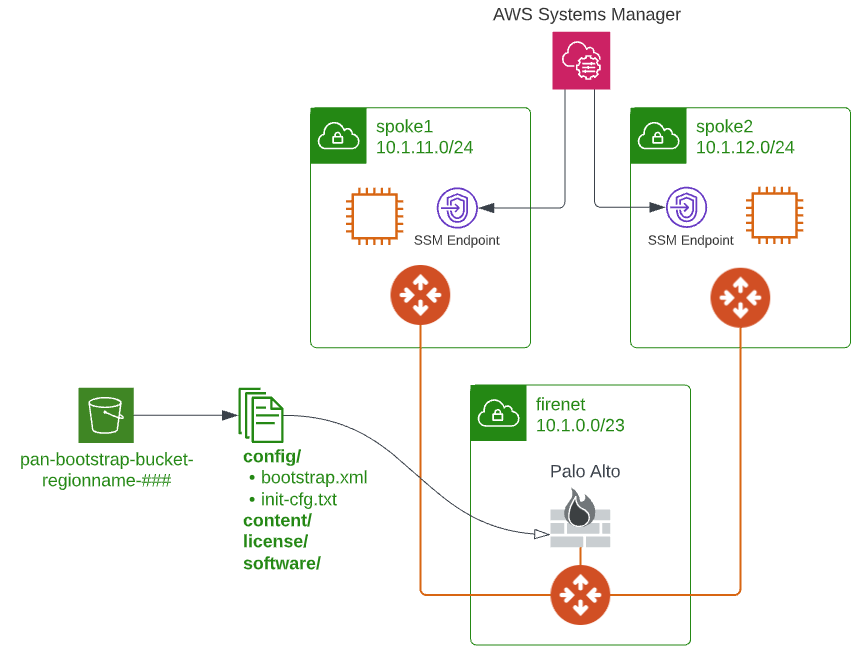 AWS Systems Manager
spoke1
10.1.11.0/24
SSM Endpoint
spoke2
10.1.12.0/24
SSM Endpoint
pan-bootstrap-bucket-
regionname-###
config/
• bootstrap.xml
• init-cfg.txt
content/
license/
software/
firenet
10.1.0.0/23
Palo Alto